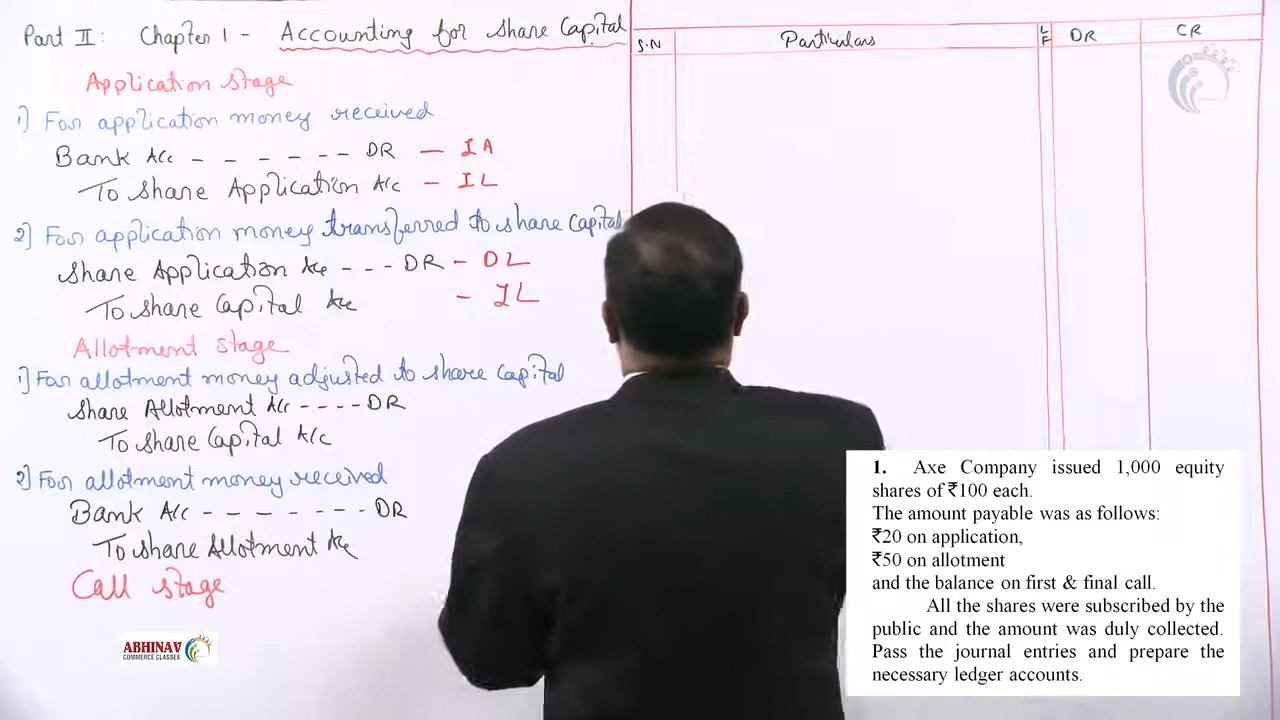 Part II: Chapter 1 - Accounting for Share Capital
Application stage
1) For application money received
Bank A/c - - - - - - DR - IA
To share Application A/c - IL
2) For application money transferred to share Capital
Share Application A/c - - - DR - DL
To share Capital A/c - IL
Allotment stage
1) For allotment money adjusted to share capital
Share Allotment A/c - - - - DR
To share Capital A/c
2) For allotment money received
Bank A/c - - - - - - - DR
To share Allotment A/c
Call stage
S.N Particulars LF DR CR
ABHINAV
COMMERCE CLASSES
1. Axe Company issued 1,000 equity
shares of ₹100 each.
The amount payable was as follows:
₹20 on application,
₹50 on allotment
and the balance on first & final call.
All the shares were subscribed by the
public and the amount was duly collected.
Pass the journal entries and prepare the
necessary ledger accounts.